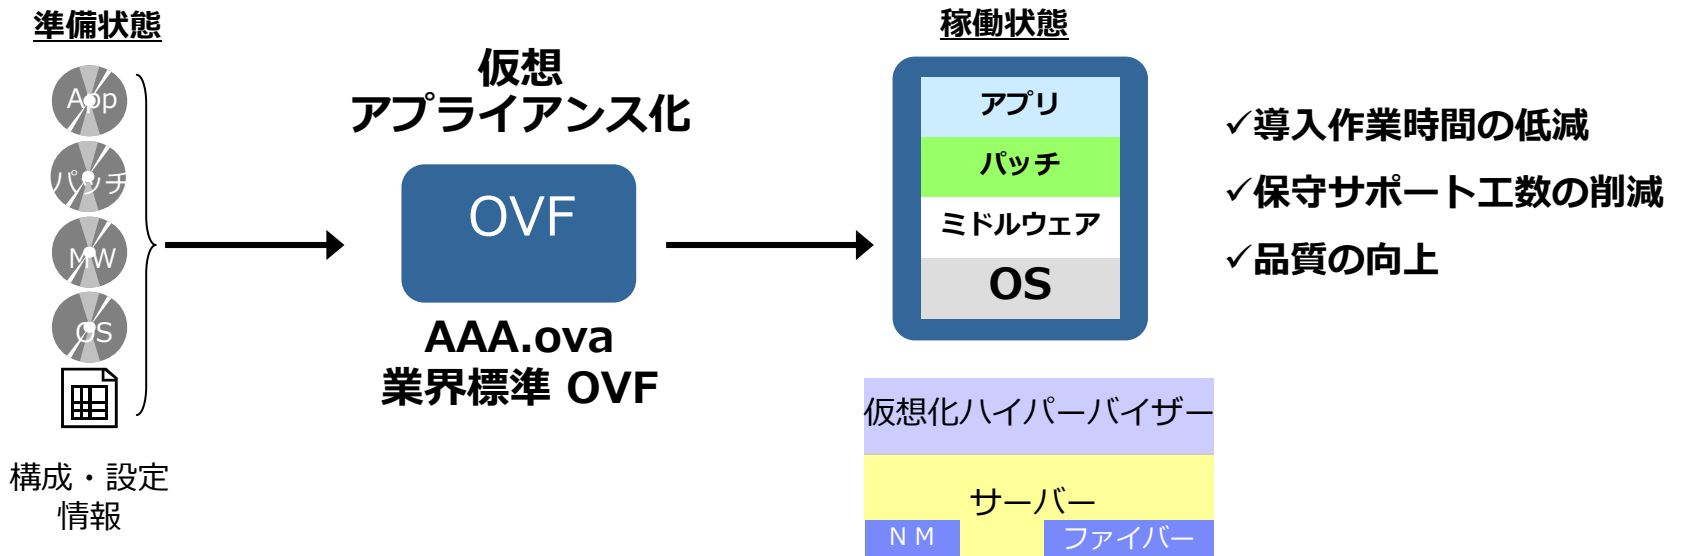 準備状態
App
パッチ
MW
OS
構成・設定
情報
仮想
アプライアンス化
OVF
AAA.ova
業界標準 OVF
稼働状態
アプリ
パッチ
ミドルウェア
OS
仮想化ハイパーバイザー
サーバー
ＮＭ
ファイバー
✓導入作業時間の低減
✓保守サポート工数の削減
✓品質の向上